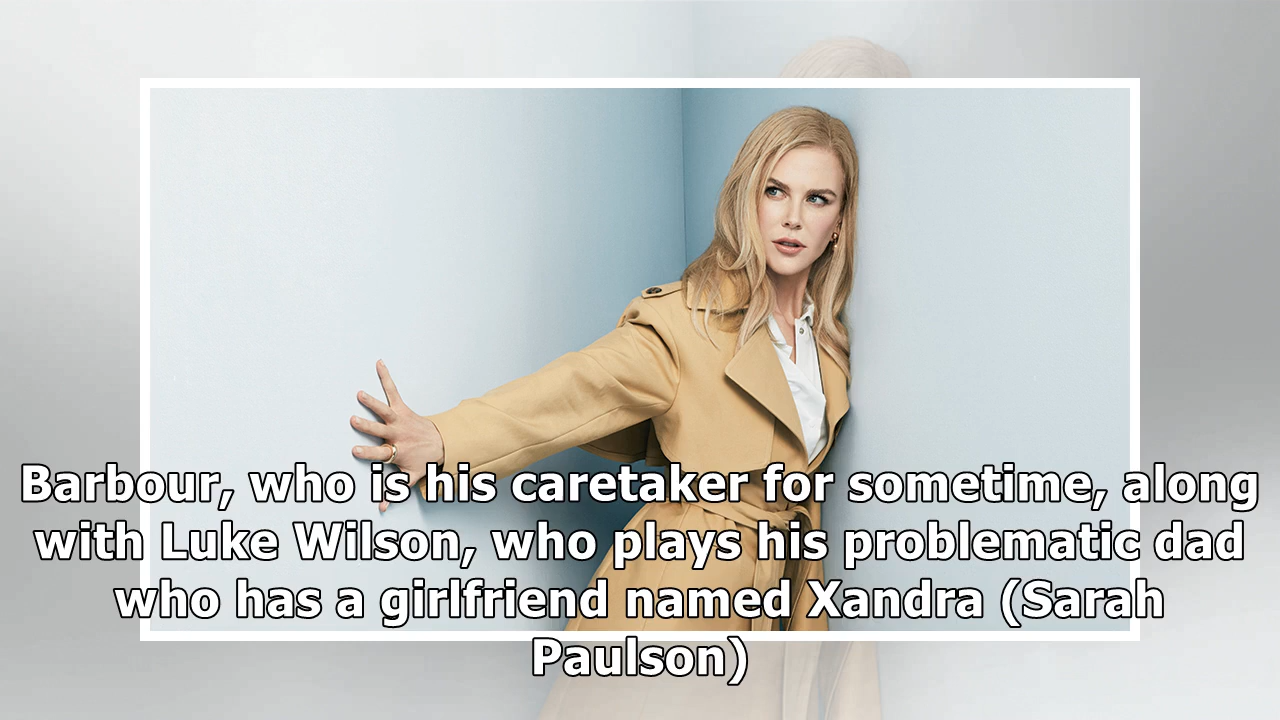 Barbour, who is his caretaker for sometime, along
with Luke Wilson, who plays his problematic dad
who has a girlfriend named Xandra (Sarah
Paulson)